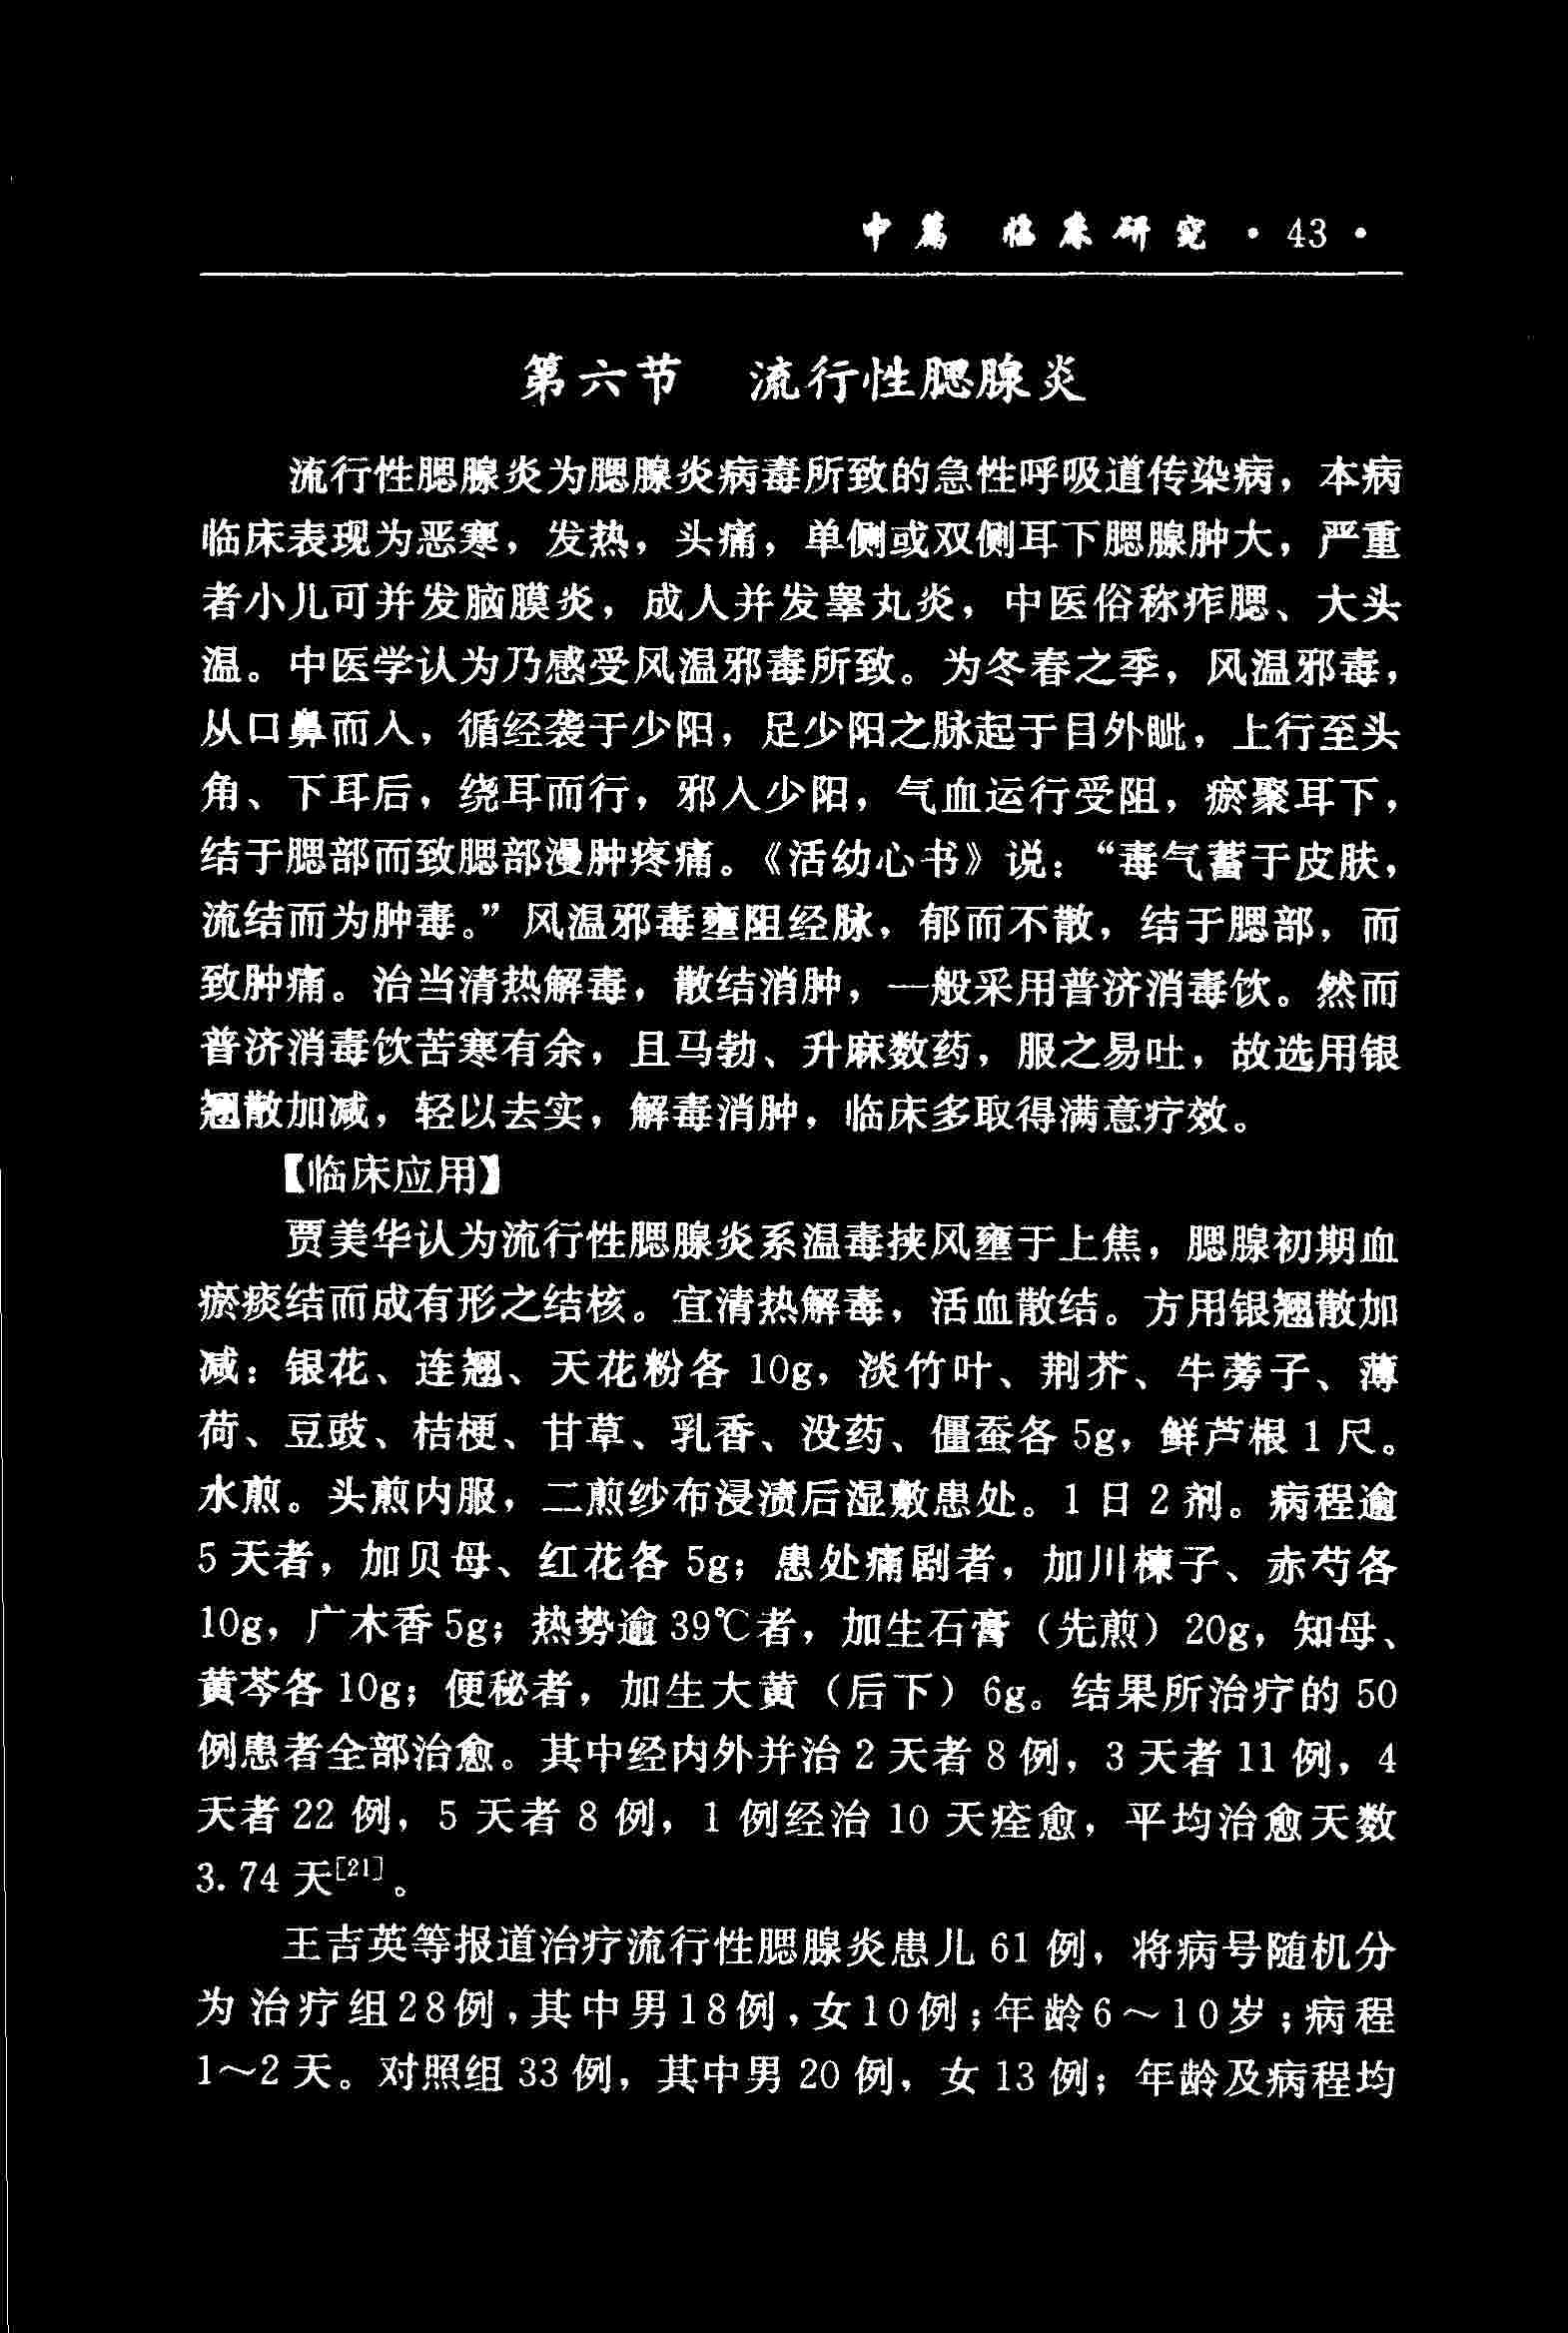 中篇 临床研究 · 43 ·
第六节 流行性腮腺炎
流行性腮腺炎为腮腺炎病毒所致的急性呼吸道传染病，本病
临床表现为恶寒，发热，头痛，单侧或双侧耳下腮腺肿大，严重
者小儿可并发脑膜炎，成人并发睾丸炎，中医俗称痄腮、大头
温。中医学认为乃感受风温邪毒所致。为冬春之季，风温邪毒，
从口鼻而入，循经袭于少阳，足少阳之脉起于目外眦，上行至头
角、下耳后，绕耳而行，邪入少阳，气血运行受阻，瘀聚耳下，
结于腮部而致腮部漫肿疼痛。《活幼心书》说：“毒气蓄于皮肤，
流结而为肿毒。”风温邪毒壅阻经脉，郁而不散，结于腮部，而
致肿痛。治当清热解毒，散结消肿，一般采用普济消毒饮。然而
普济消毒饮苦寒有余，且马勃、升麻数药，服之易吐，故选用银
翘散加减，轻以去实，解毒消肿，临床多取得满意疗效。
【临床应用】
贾美华认为流行性腮腺炎系温毒挟风壅于上焦，腮腺初期血
瘀痰结而成有形之结核。宜清热解毒，活血散结。方用银翘散加
减：银花、连翘、天花粉各 10g，淡竹叶、荆芥、牛蒡子、薄
荷、豆豉、桔梗、甘草、乳香、没药、僵蚕各 5g，鲜芦根 1 尺。
水煎。头煎内服，二煎纱布浸渍后湿敷患处。1 日 2 剂。病程逾
5 天者，加贝母、红花各 5g；患处痛剧者，加川楝子、赤芍各
10g，广木香 5g；热势逾 39℃者，加生石膏（先煎）20g，知母、
黄芩各 10g；便秘者，加生大黄（后下）6g。结果所治疗的 50
例患者全部治愈。其中经内外并治 2 天者 8 例，3 天者 11 例，4
天者 22 例，5 天者 8 例，1 例经治 10 天痊愈，平均治愈天数
3.74 天[21]。
王吉英等报道治疗流行性腮腺炎患儿 61 例，将病号随机分
为治疗组28例，其中男18例，女10例；年龄6～10岁；病程
1～2 天。对照组 33 例，其中男 20 例，女 13 例；年龄及病程均